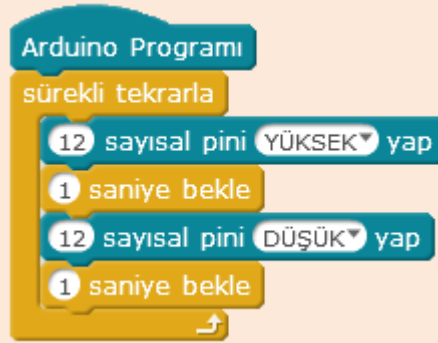 Arduino Programı
sürekli tekrarla
12 sayısal pini YÜKSEK yap
1 saniye bekle
12 sayısal pini DÜŞÜK yap
1 saniye bekle